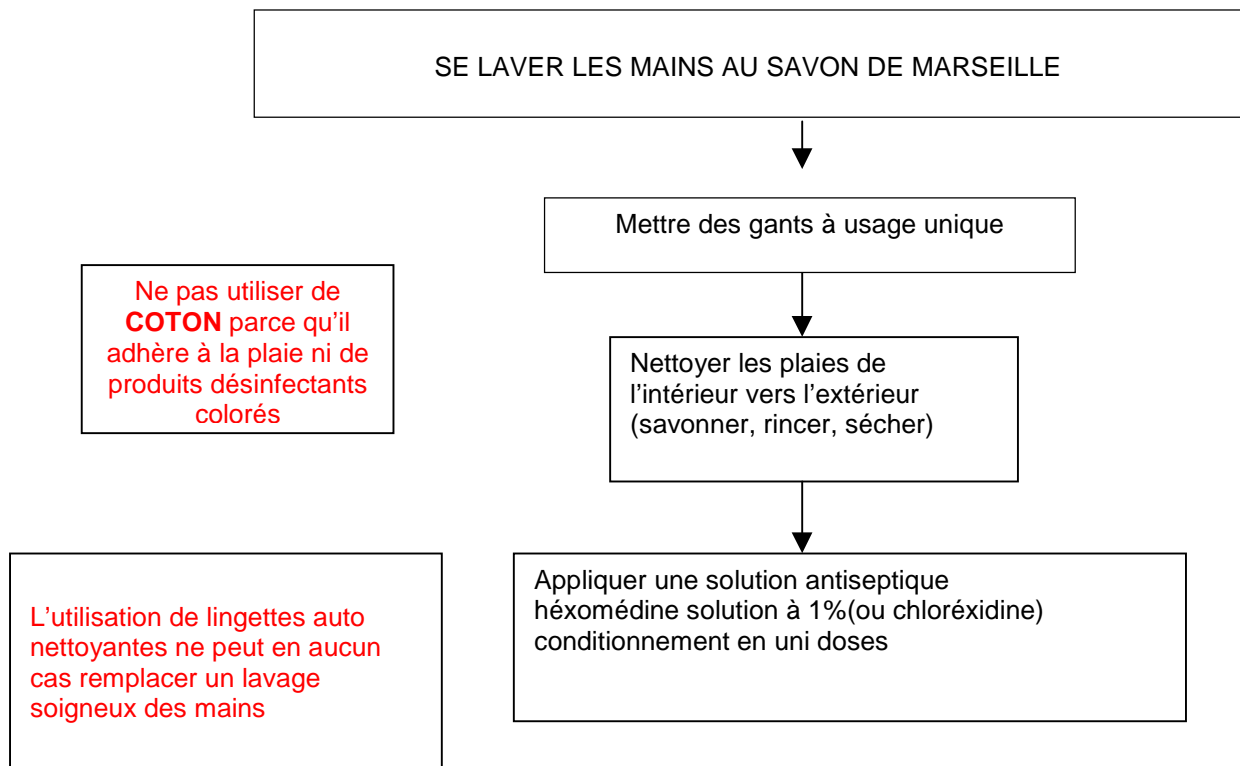 SE LAVER LES MAINS AU SAVON DE MARSEILLE
Mettre des gants à usage unique
Ne pas utiliser de
COTON parce qu'il
adhère à la plaie ni de
produits désinfectants
colorés
Nettoyer les plaies de
l'intérieur vers l'extérieur
(savonner, rincer, sécher)
L'utilisation de lingettes auto
nettoyantes ne peut en aucun
cas remplacer un lavage
soigneux des mains
Appliquer une solution antiseptique
héxomédine solution à 1%(ou chloréxidine)
conditionnement en uni doses